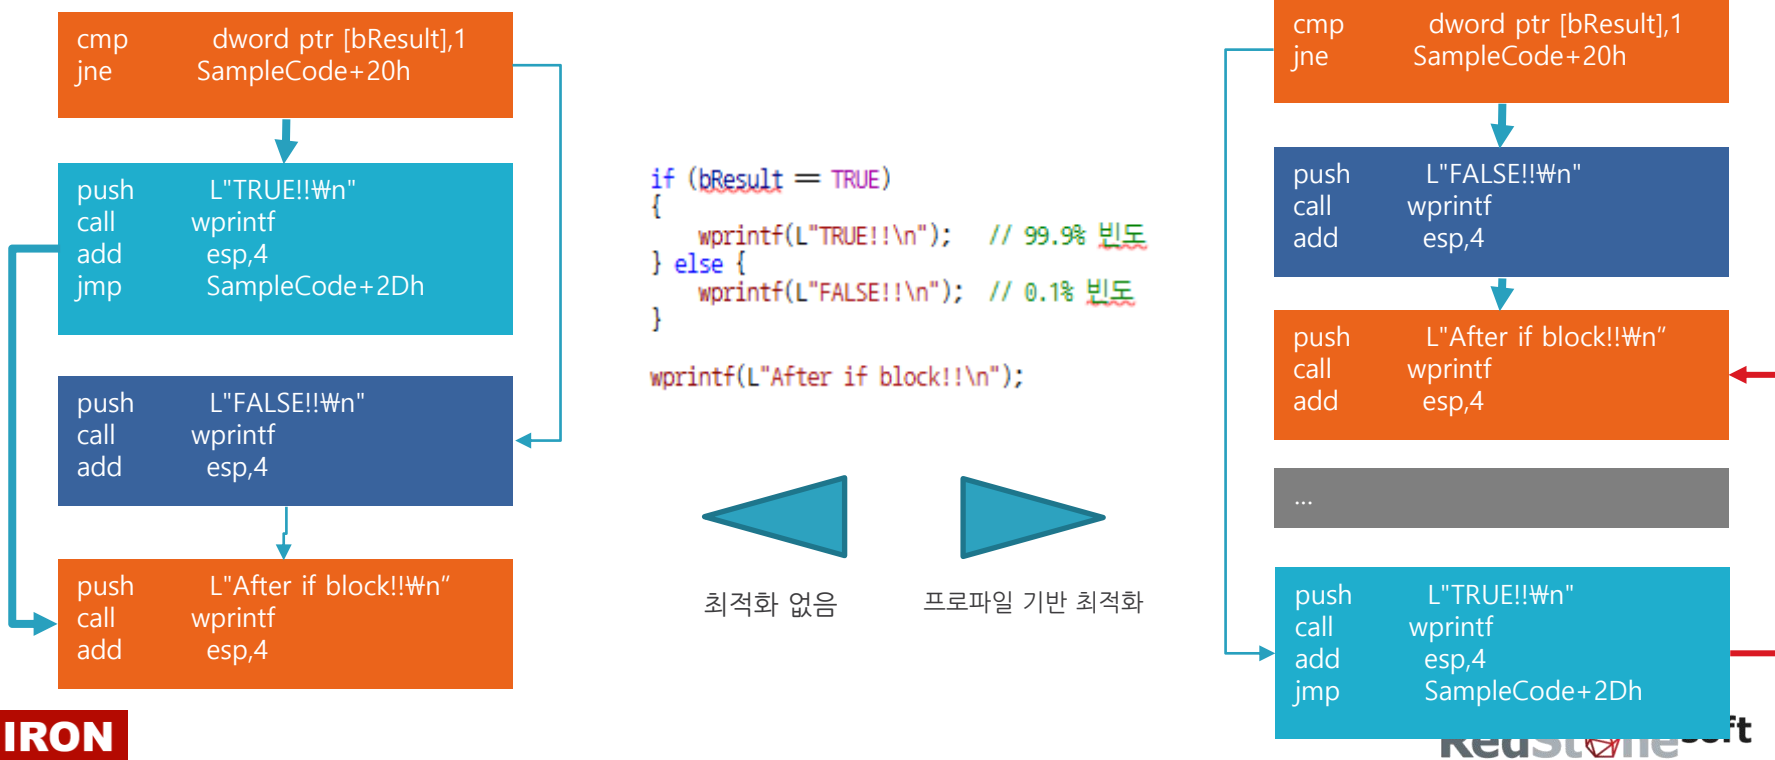 cmp dword ptr [bResult],1
jne SampleCode+20h
push L"TRUE!!₩n"
call wprintf
add esp,4
jmp SampleCode+2Dh
push L"FALSE!!₩n"
call wprintf
add esp,4
push L"After if block!!₩n“
call wprintf
add esp,4
if (bResult == TRUE)
{
wprintf(L"TRUE!!\n"); // 99.9% 빈도
} else {
wprintf(L"FALSE!!\n"); // 0.1% 빈도
}
wprintf(L"After if block!!\n");
최적화 없음
프로파일 기반 최적화
cmp dword ptr [bResult],1
jne SampleCode+20h
push L"FALSE!!₩n"
call wprintf
add esp,4
push L"After if block!!₩n“
call wprintf
add esp,4
...
push L"TRUE!!₩n"
call wprintf
add esp,4
jmp SampleCode+2Dh
IRON